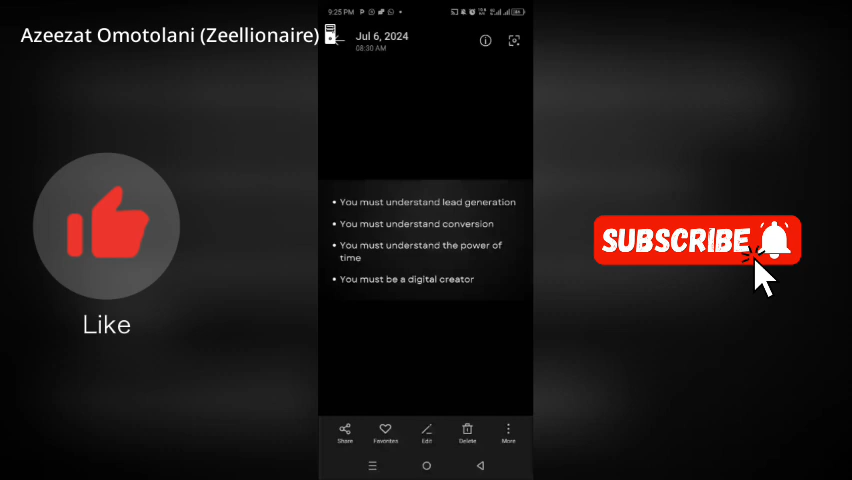 Azeezat Omotolani (Zeellionaire)
9:25 PM
Jul 6, 2024
08:30 AM
• You must understand lead generation
• You must understand conversion
• You must understand the power of
time
• You must be a digital creator
Like
SUBSCRIBE
Share Favorites Edit Delete More